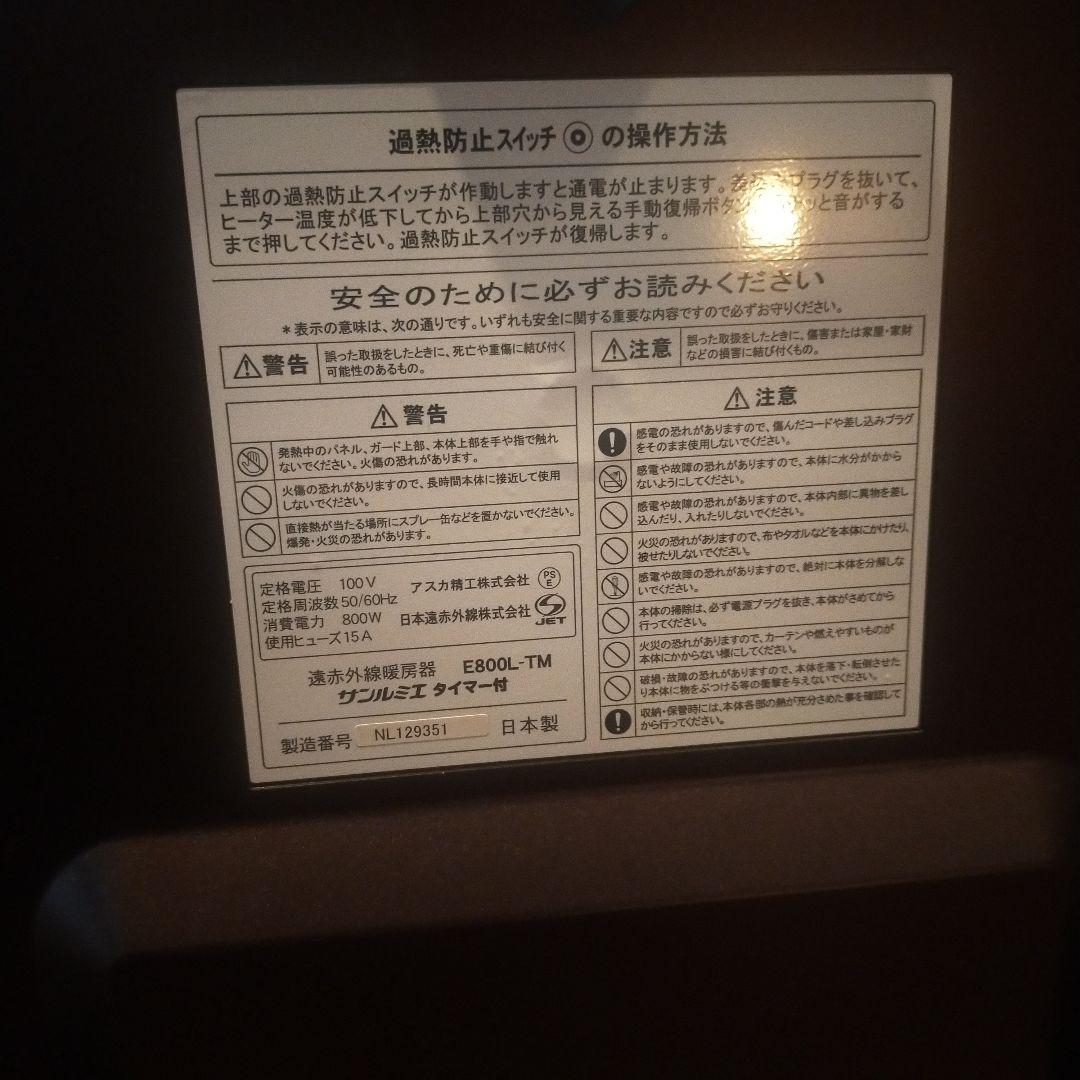 過熱防止スイッチ の操作方法
上部の過熱防止スイッチが作動しますと通電が止まります。プラグを抜いて、
ヒーター温度が低下してから上部穴から見える手動復帰ボタン と音がする
まで押してください。過熱防止スイッチが復帰します。
安全のために必ずお読みください
＊表示の意味は、次の通りです。いずれも安全に関する重要な内容ですので必ずお守りください。
警告
誤った取扱をしたときに、死亡や重傷に結び付く
可能性のあるもの。
注意
誤った取扱をしたときに、傷害または家屋・家財
などの損害に結び付くもの。
警告
発熱中のパネル、ガード上部、本体上部を手や指で触れ
ないでください。火傷の恐れがあります。
火傷の恐れがありますので、長時間本体に接近して使用
しないでください。
直接熱が当たる場所にスプレー缶などを置かないでください。
爆発・火災の恐れがあります。
定格電圧 100V
定格周波数 50/60Hz
消費電力 800W
使用ヒューズ 15A
アスカ精工株式会社
PS
E
日本遠赤外線株式会社
JET
遠赤外線暖房器 E800L-TM
サンルミエ タイマー付
製造番号 NL129351 日本製
注意
感電の恐れがありますので、傷んだコードや差し込みプラグ
をそのまま使用しないでください。
感電や故障の恐れがありますので、本体に水分がかから
ないようにしてください。
感電や故障の恐れがありますので、本体内部に異物を差し
込んだり、入れたりしないでください。
火災の恐れがありますので、布やタオルなどを本体にかけたり、
被せたりしないでください。
感電や故障の恐れがありますので、絶対に本体を分解しな
いでください。
本体の掃除は、必ず電源プラグを抜き、本体がさめてから
行ってください。
火災の恐れがありますので、カーテンや燃えやすいものが
本体にかからない様にしてください。
破損・故障の恐れがありますので、本体を落下・転倒させた
り本体に物をぶつける等の衝撃を与えないでください。
収納・保管時には、本体各部の熱が充分さめた事を確認して
から行ってください。